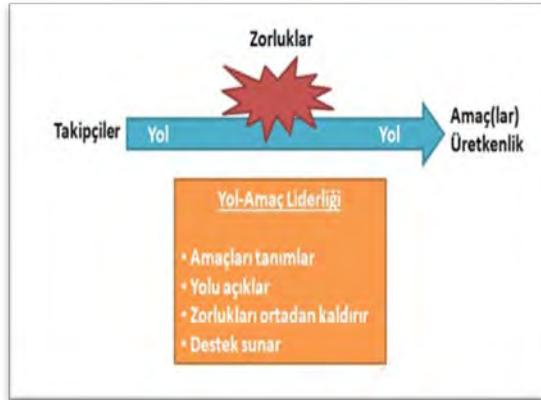 Zorluklar
Takipçiler
Yol
Yol
Amaç(lar)
Üretkenlik
Yol-Amaç Liderliği
• Amaçları tanımlar
• Yolu açıklar
• Zorlukları ortadan kaldırır
• Destek sunar